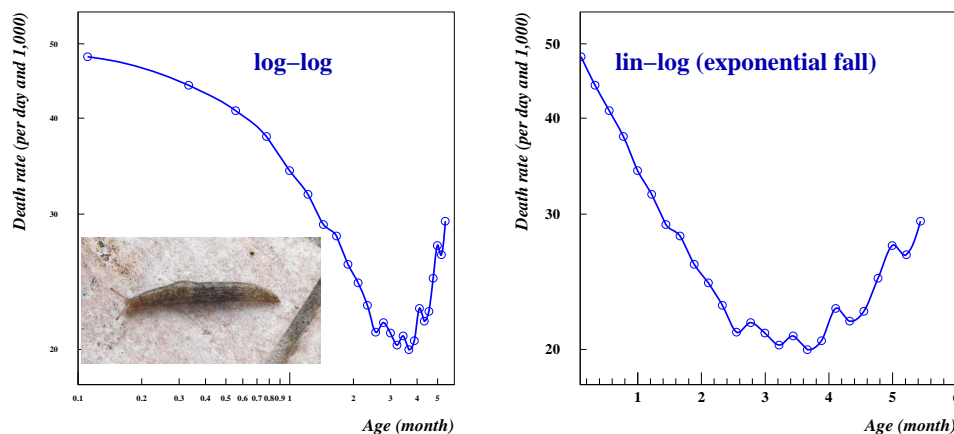 log−log
Death rate (per day and 1,000)
50
40
30
20
0.1 0.2 0.3 0.4 0.5 0.6 0.7 0.8 0.9 1 2 3 4 5
Age (month)
lin−log (exponential fall)
Death rate (per day and 1,000)
50
40
30
20
1 2 3 4 5 6
Age (month)